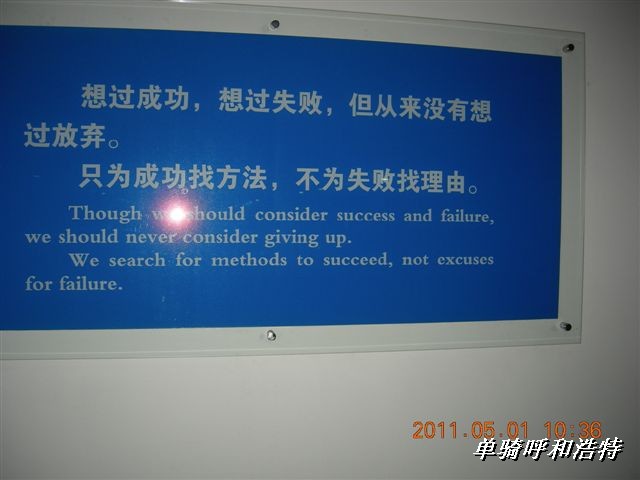 想过成功，想过失败，但从来没有想
过放弃。
只为成功找方法，不为失败找理由。
Though we should consider success and failure,
we should never consider giving up.
We search for methods to succeed, not excuses
for failure.
2011.05.01 10:36
单骑呼和浩特